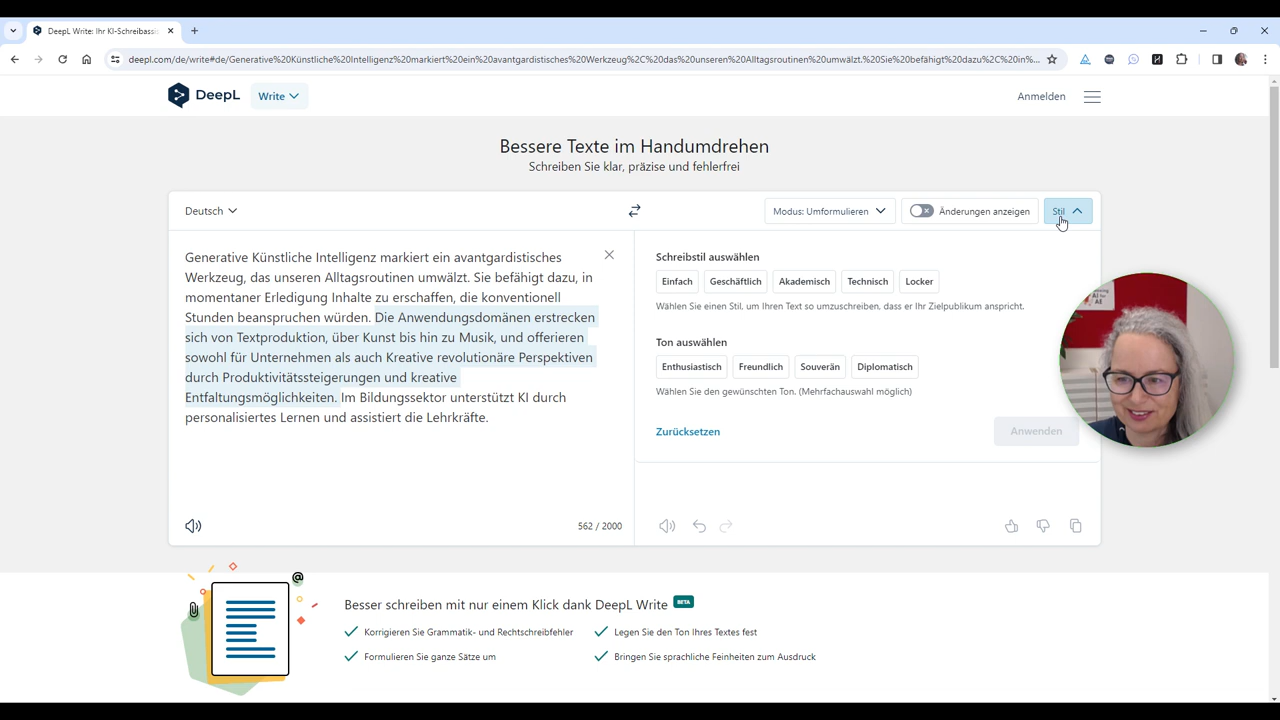 DeepL Write: Ihr KI-Schreibassis
deepl.com/de/write#de/Generative%20Künstliche%20Intelligenz%20markiert%20ein%20avantgardistisches%20Werkzeug%2C%20das%20unseren%20Alltagsroutinen%20umwälzt.%20Sie%20befähigt%20dazu%2C%20in%...
DeepL
Write
Anmelden
Bessere Texte im Handumdrehen
Schreiben Sie klar, präzise und fehlerfrei
Deutsch
Modus: Umformulieren
Änderungen anzeigen
Stil
Generative Künstliche Intelligenz markiert ein avantgardistisches
Werkzeug, das unseren Alltagsroutinen umwälzt. Sie befähigt dazu, in
momentaner Erledigung Inhalte zu erschaffen, die konventionell
Stunden beanspruchen würden. Die Anwendungsdomänen erstrecken
sich von Textproduktion, über Kunst bis hin zu Musik, und offerieren
sowohl für Unternehmen als auch Kreative revolutionäre Perspektiven
durch Produktivitätssteigerungen und kreative
Entfaltungsmöglichkeiten. Im Bildungssektor unterstützt KI durch
personalisiertes Lernen und assistiert die Lehrkräfte.
562 / 2000
Schreibstil auswählen
Einfach Geschäftlich Akademisch Technisch Locker
Wählen Sie einen Stil, um Ihren Text so umzuschreiben, dass er Ihr Zielpublikum anspricht.
Ton auswählen
Enthusiastisch Freundlich Souverän Diplomatisch
Wählen Sie den gewünschten Ton. (Mehrfachauswahl möglich)
Zurücksetzen
Anwenden
Besser schreiben mit nur einem Klick dank DeepL Write BETA
Korrigieren Sie Grammatik- und Rechtschreibfehler
Legen Sie den Ton Ihres Textes fest
Formulieren Sie ganze Sätze um
Bringen Sie sprachliche Feinheiten zum Ausdruck